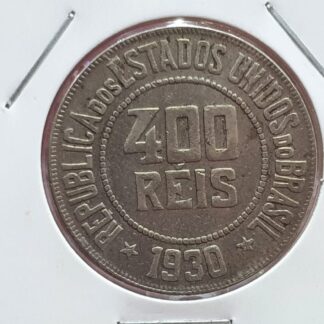 REPUBLICA DOS ESTADOS UNIDOS DO BRASIL
400
REIS
1930